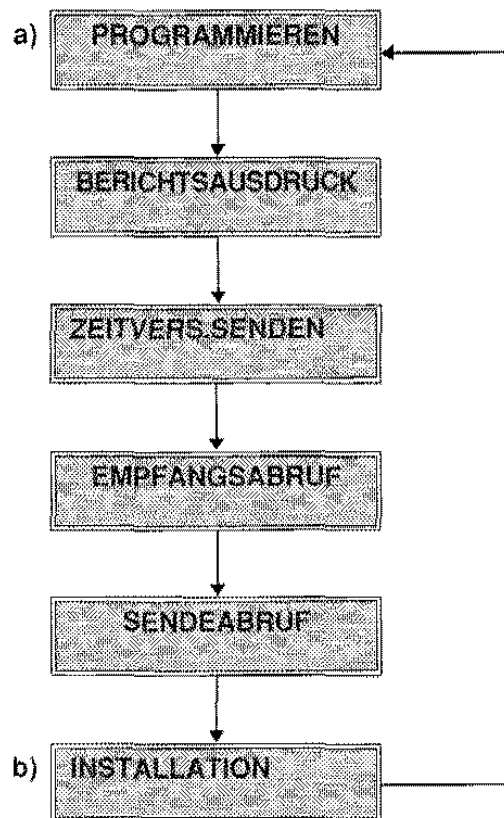 a) PROGRAMMIEREN
BERICHTSAUSDRUCK
ZEITVERS.SENDEN
EMPFANGSABRUF
SENDEABRUF
b) INSTALLATION